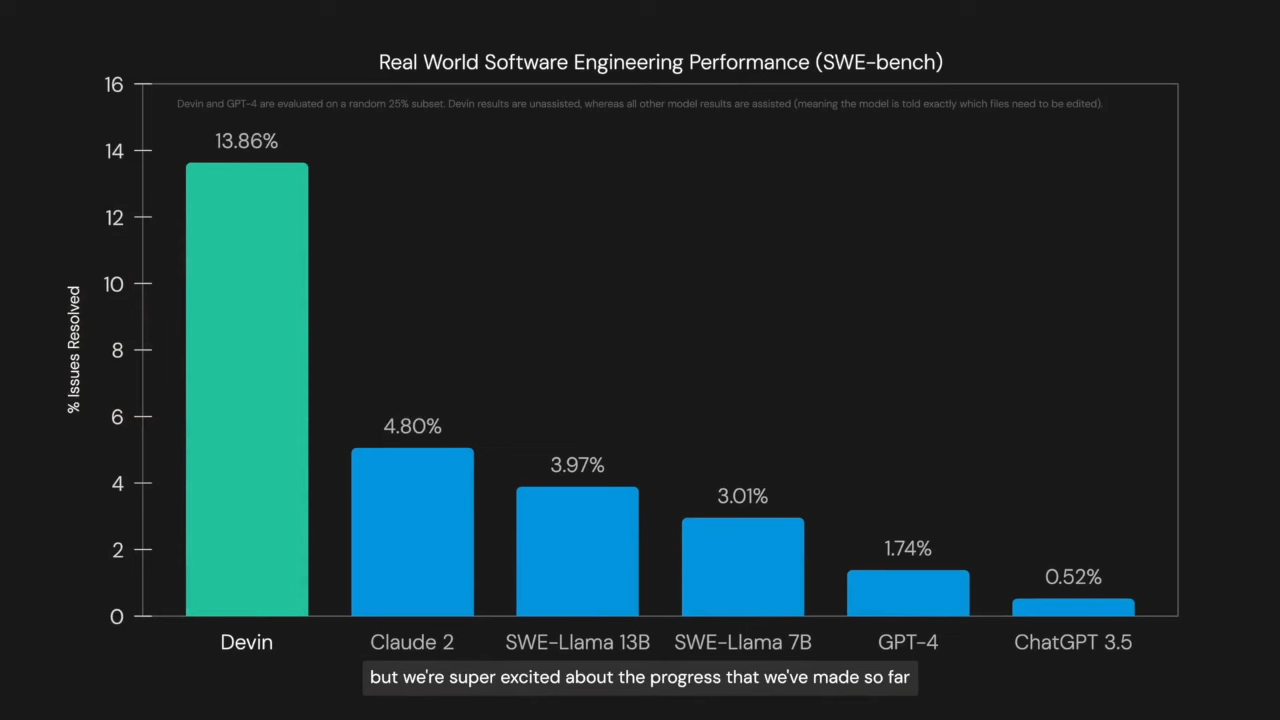 Real World Software Engineering Performance (SWE-bench)
Devin and GPT-4 are evaluated on a random 25% subset. Devin results are unassisted, whereas all other model results are assisted (meaning the model is told exactly which files need to be edited).
% Issues Resolved
16
14
12
10
8
6
4
2
0
13.86%
4.80%
3.97%
3.01%
1.74%
0.52%
Devin
Claude 2
SWE-Llama 13B
SWE-Llama 7B
GPT-4
ChatGPT 3.5
but we're super excited about the progress that we've made so far